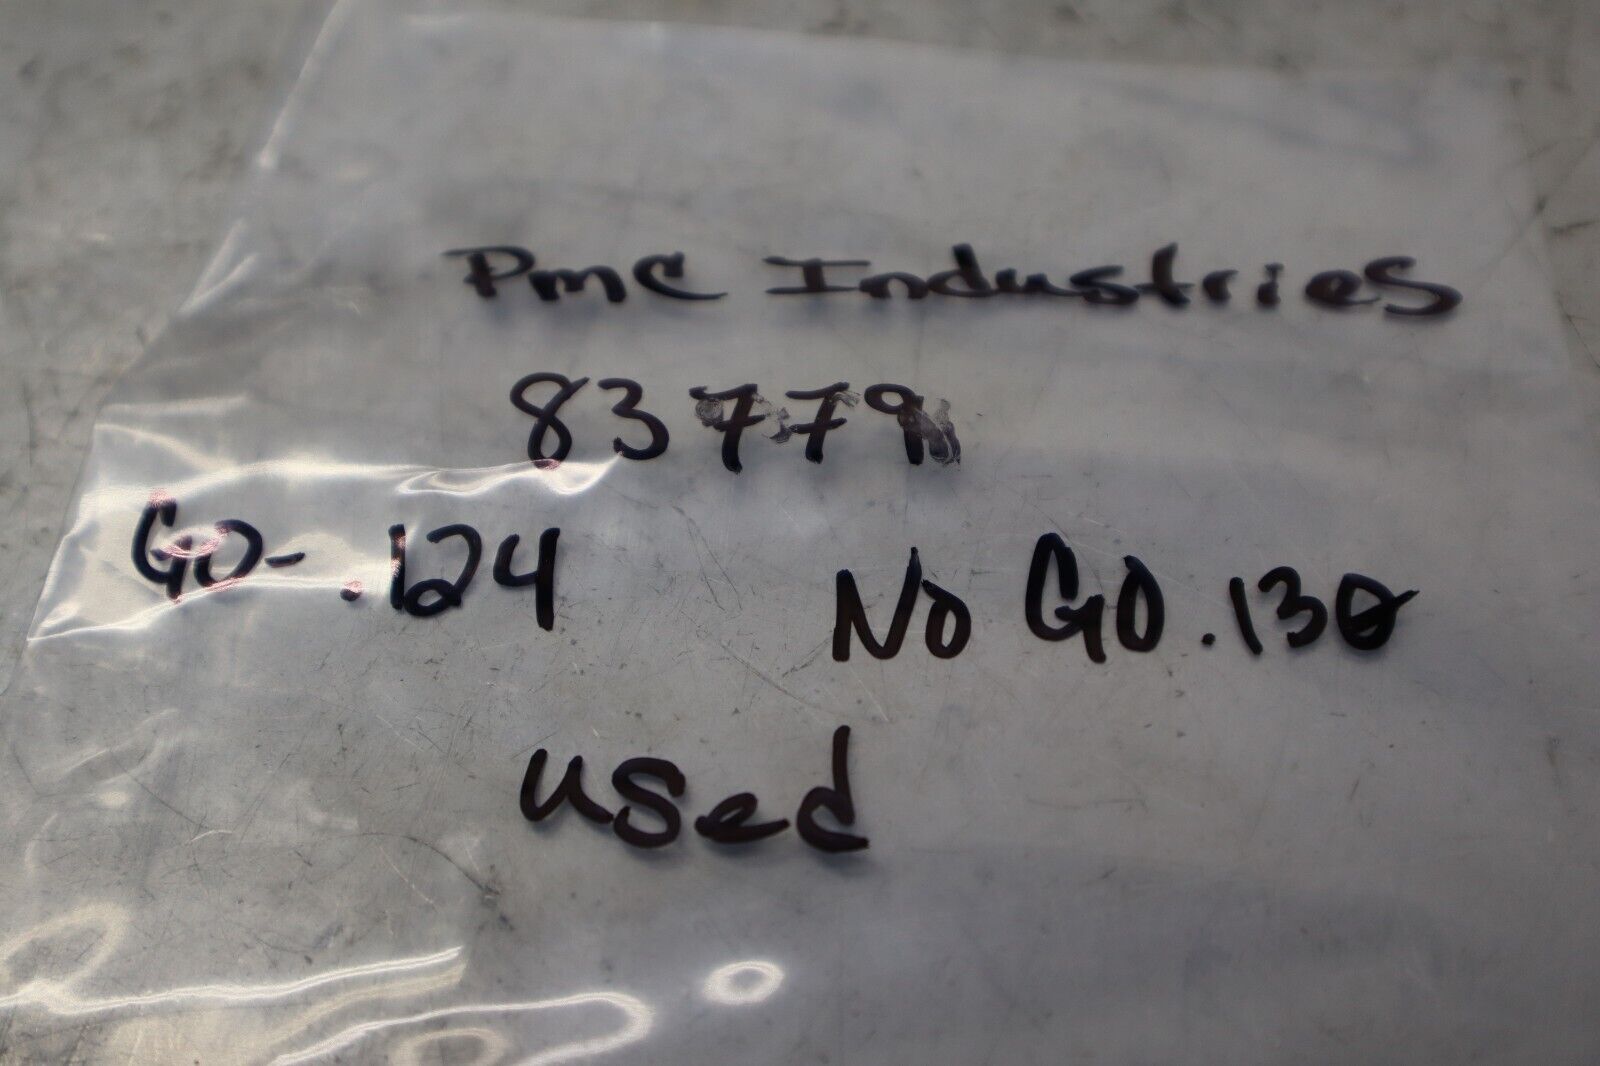 PMC Industries
83779
GO-.124 NO GO .130
used